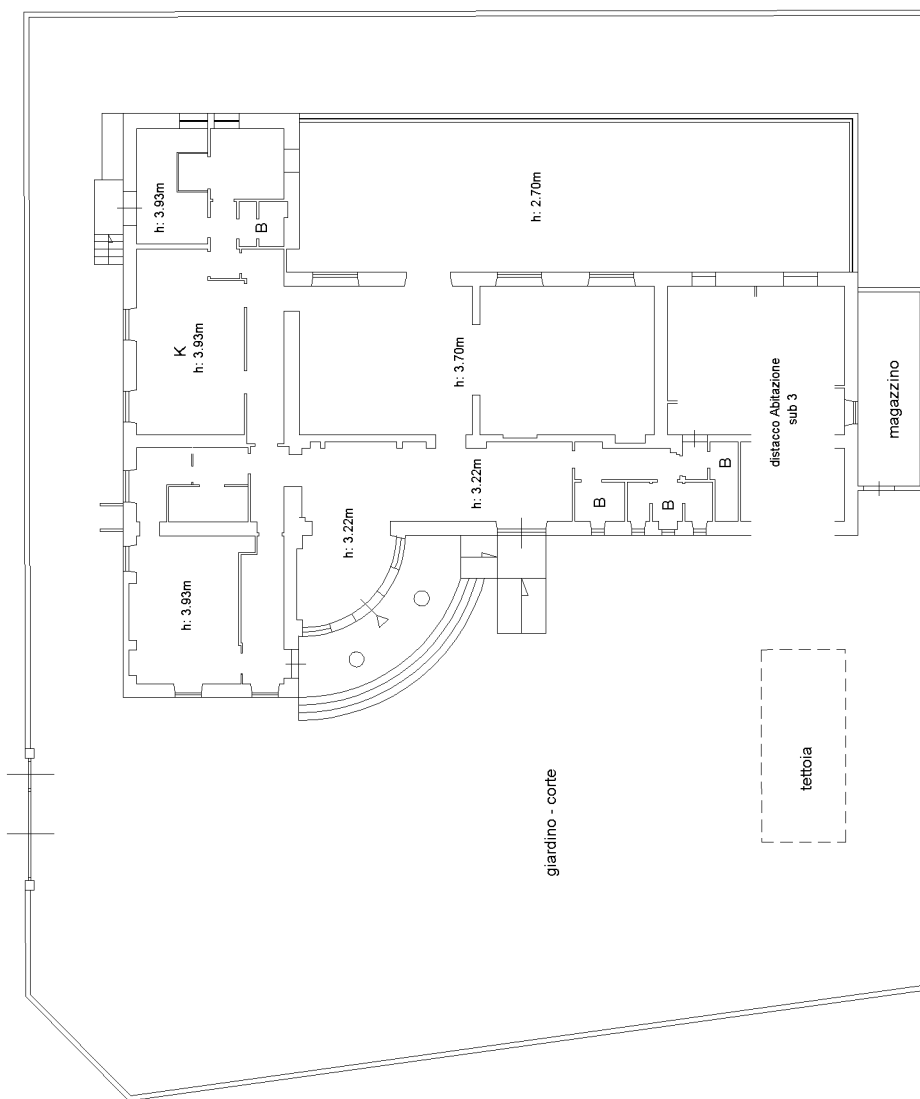 h: 3.93m
B
h: 2.70m
K
h: 3.93m
h: 3.70m
distacco Abitazione
sub 3
magazzino
h: 3.22m
h: 3.22m
B
B
B
h: 3.93m
giardino - corte
tettoia